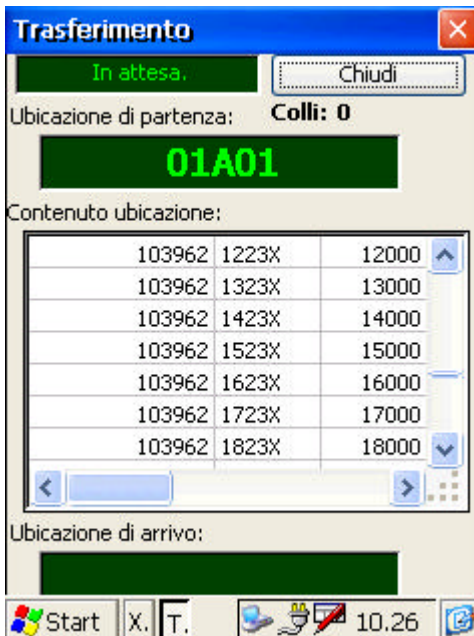 Trasferimento
In attesa. Chiudi
Ubicazione di partenza: Colli: 0
01A01
Contenuto ubicazione:
103962 1223X 12000
103962 1323X 13000
103962 1423X 14000
103962 1523X 15000
103962 1623X 16000
103962 1723X 17000
103962 1823X 18000
Ubicazione di arrivo:
Start X. T. 10.26